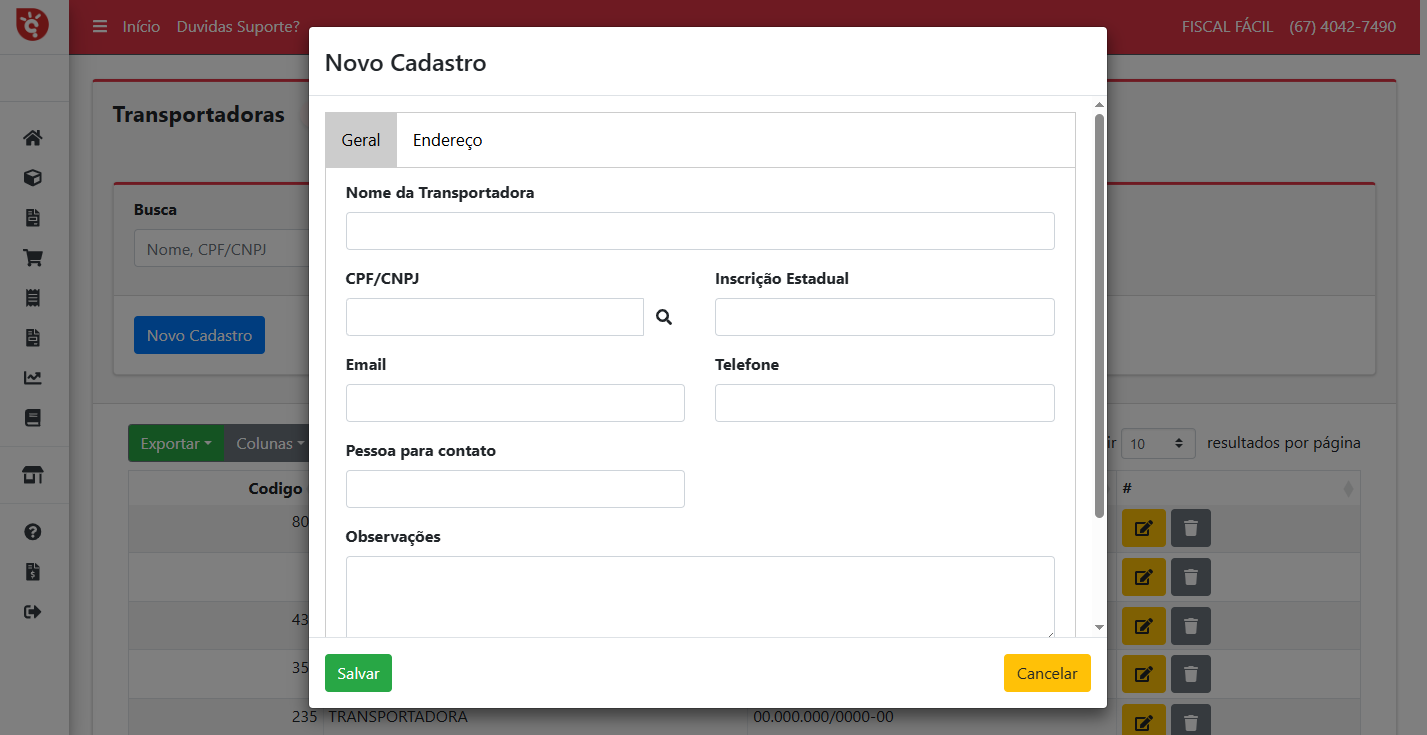 Início Duvidas Suporte? FISCAL FÁCIL (67) 4042-7490
Novo Cadastro
Transportadoras
Geral Endereço
Nome da Transportadora
Busca
Nome, CPF/CNPJ
CPF/CNPJ Inscrição Estadual
Novo Cadastro
Email Telefone
Exportar Colunas
10 resultados por página
Pessoa para contato
Codigo #
80
Observações
43
35
Salvar Cancelar
235 TRANSPORTADORA 00.000.000/0000-00